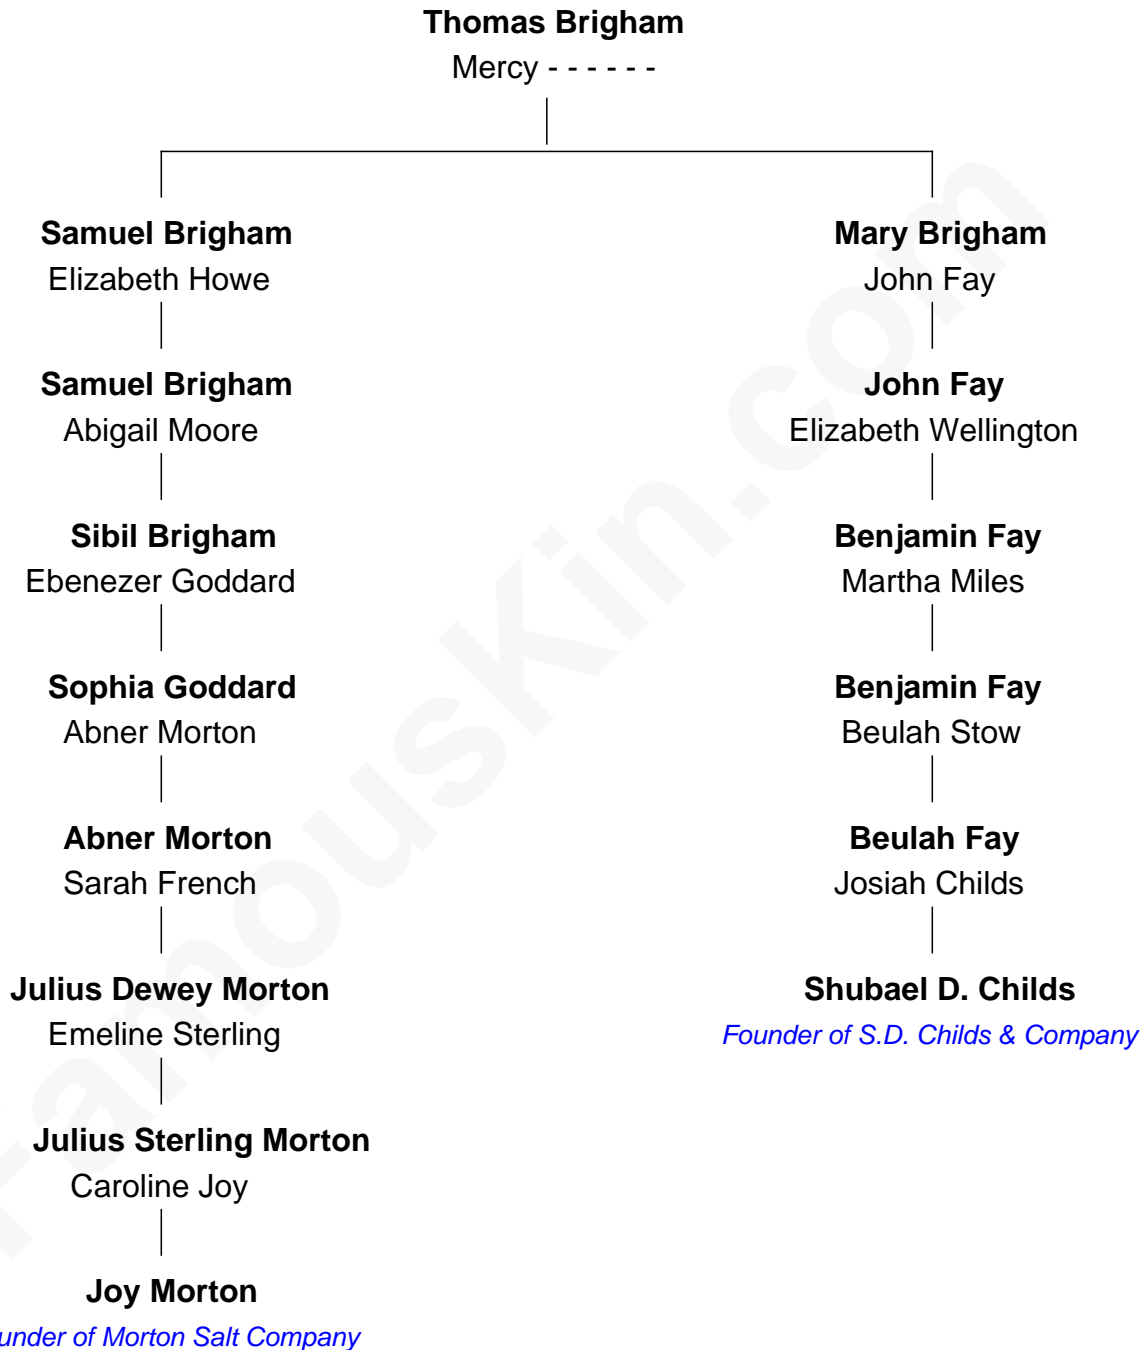 Thomas Brigham
Mercy - - - - - -
Samuel Brigham
Elizabeth Howe
Mary Brigham
John Fay
Samuel Brigham
Abigail Moore
John Fay
Elizabeth Wellington
Sibil Brigham
Ebenezer Goddard
Benjamin Fay
Martha Miles
Sophia Goddard
Abner Morton
Benjamin Fay
Beulah Stow
Abner Morton
Sarah French
Beulah Fay
Josiah Childs
Julius Dewey Morton
Emeline Sterling
Shubael D. Childs
Founder of S.D. Childs & Company
Julius Sterling Morton
Caroline Joy
Joy Morton
under of Morton Salt Company
FamousKin.com